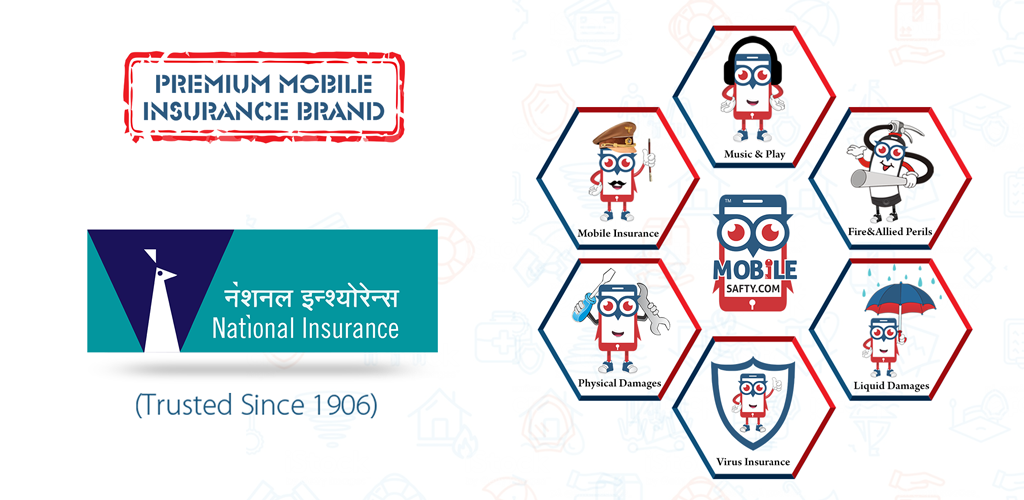 PREMIUM MOBILE
INSURANCE BRAND
नेशनल इन्श्योरेन्स
National Insurance
(Trusted Since 1906)
Music & Play
Mobile Insurance
Fire&Allied Perils
TM
MOBILE
SAFTY.COM
Physical Damages
Liquid Damages
Virus Insurance